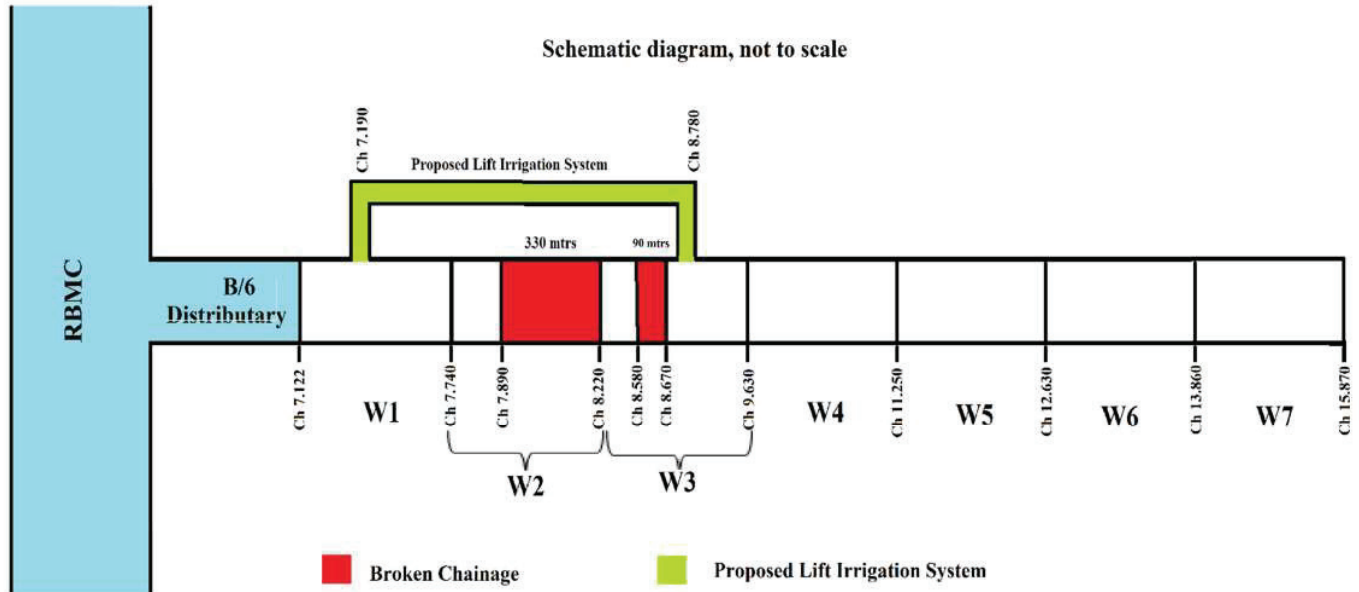 Schematic diagram, not to scale
Ch 7.190
Ch 8.780
Proposed Lift Irrigation System
330 mtrs
90 mtrs
RBMC
B/6
Distributary
Ch 7.122
Ch 7.740
Ch 7.890
Ch 8.220
Ch 8.580
Ch 8.670
Ch 9.630
Ch 11.250
Ch 12.630
Ch 13.860
Ch 15.870
W1
W2
W3
W4
W5
W6
W7
Broken Chainage
Proposed Lift Irrigation System